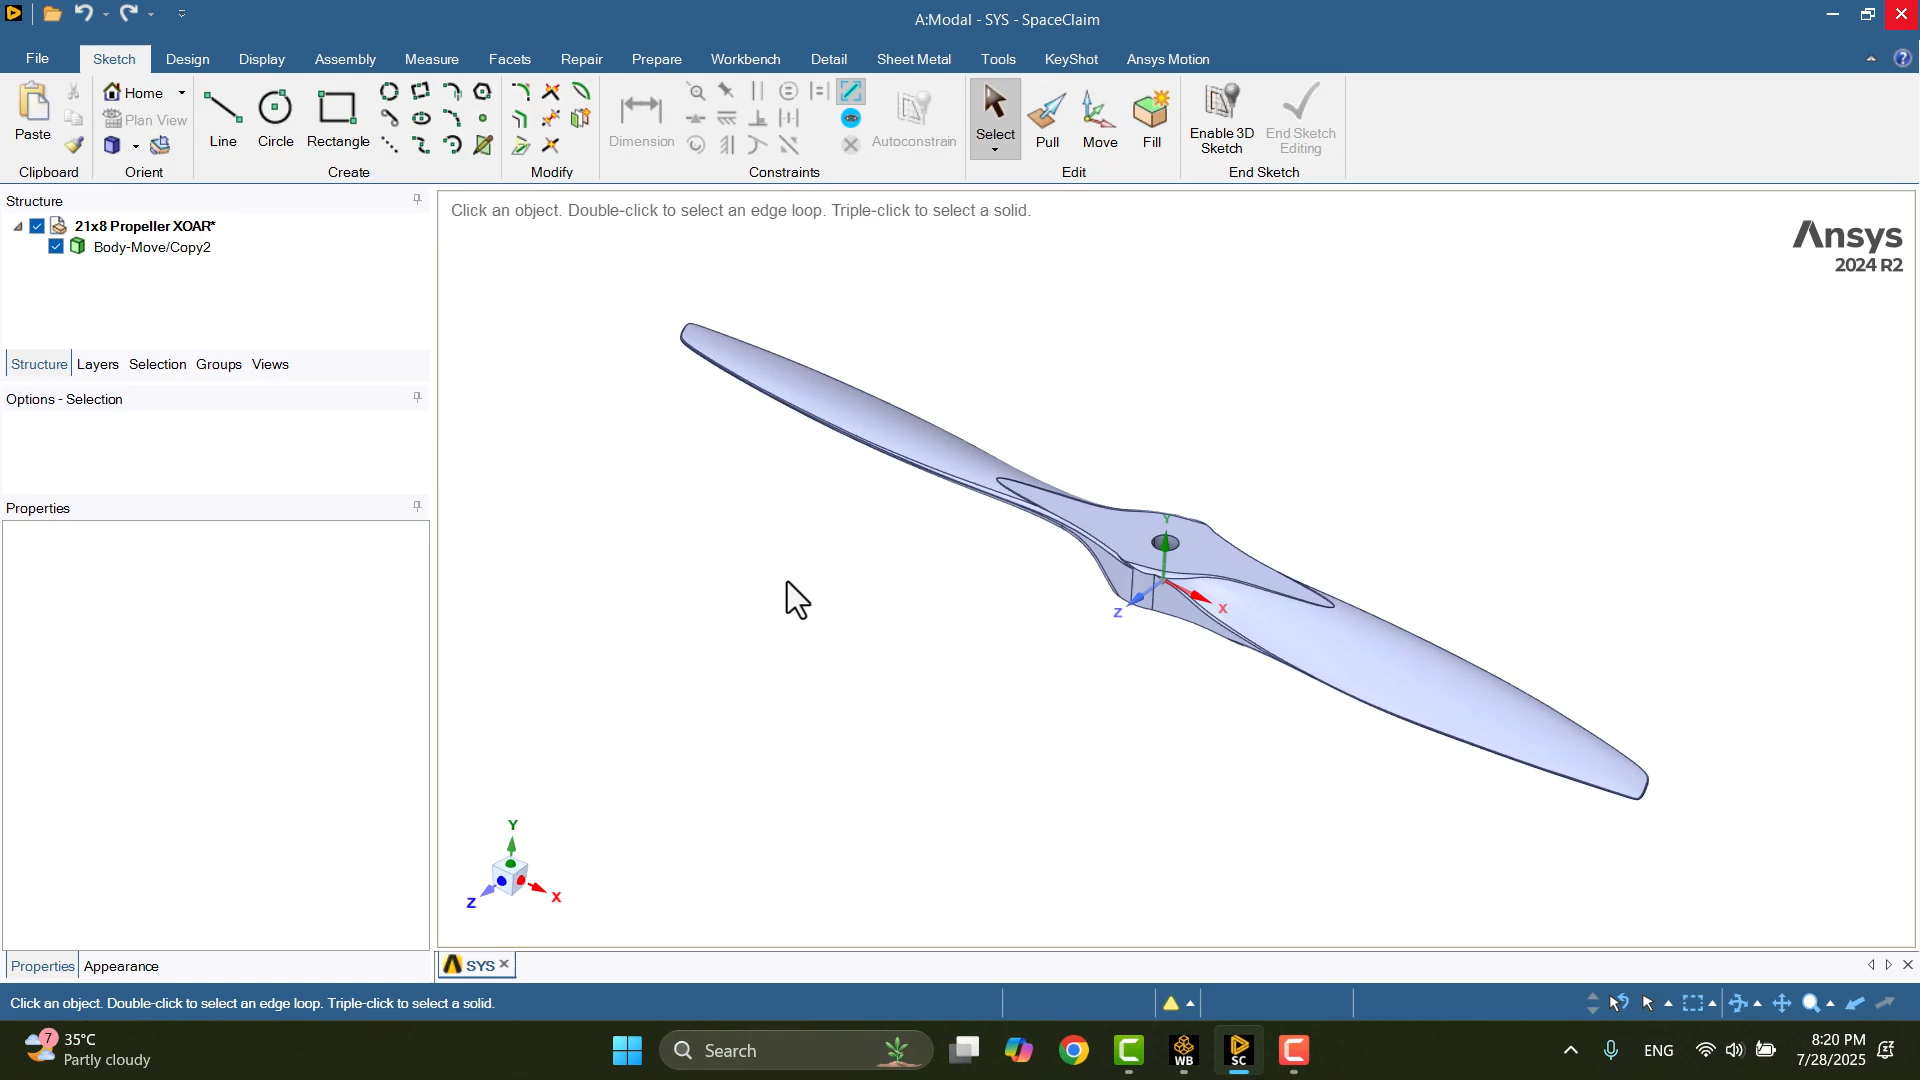 A:Modal - SYS - SpaceClaim
File Sketch Design Display Assembly Measure Facets Repair Prepare Workbench Detail Sheet Metal Tools KeyShot Ansys Motion
Paste
Clipboard
Home
Plan View
Orient
Line
Circle
Rectangle
Create
Modify
Dimension
Autoconstrain
Constraints
Select
Pull
Move
Fill
Edit
Enable 3D
Sketch
End Sketch
Editing
End Sketch
Structure
21x8 Propeller XOAR*
Body-Move/Copy2
Structure Layers Selection Groups Views
Options - Selection
Properties
Properties Appearance
Click an object. Double-click to select an edge loop. Triple-click to select a solid.
Ansys
2024 R2
Y
Z
X
Y
Z
X
SYS
Click an object. Double-click to select an edge loop. Triple-click to select a solid.
7
35°C
Partly cloudy
Search
WB
SC
ENG
8:20 PM
7/28/2025